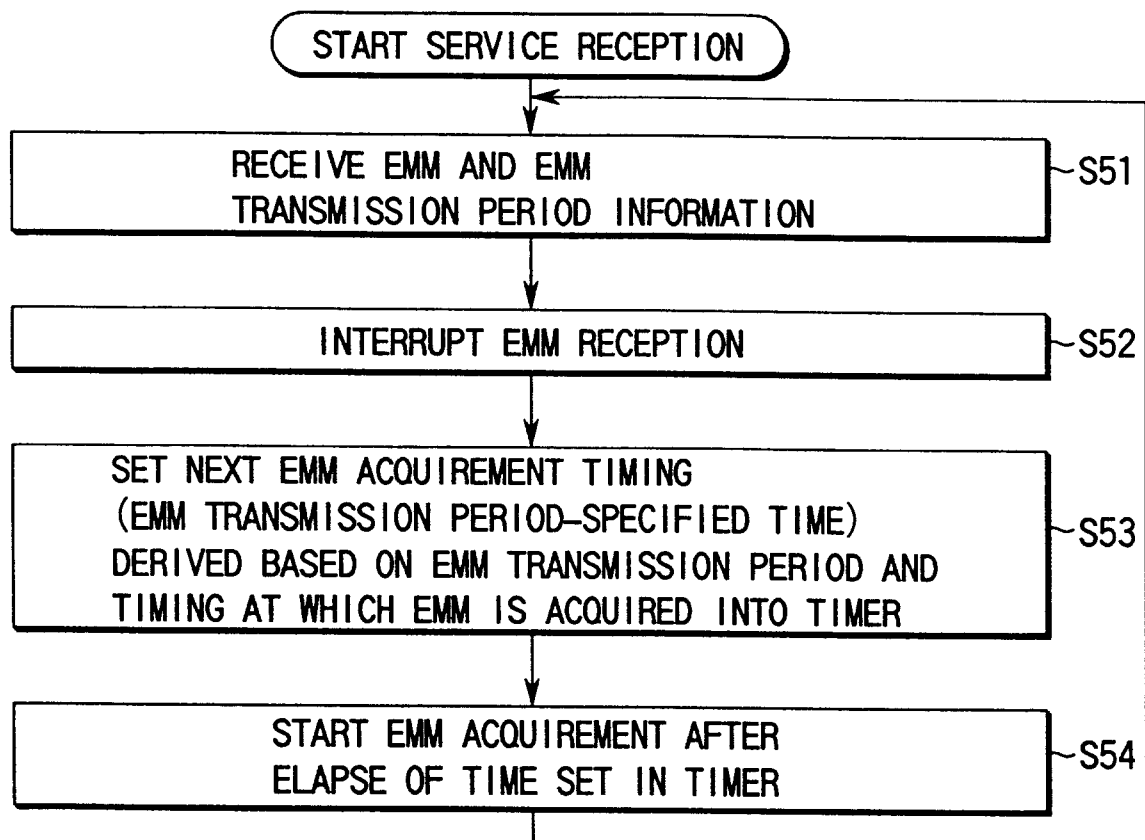 START SERVICE RECEPTION
RECEIVE EMM AND EMM
TRANSMISSION PERIOD INFORMATION
S51
INTERRUPT EMM RECEPTION
S52
SET NEXT EMM ACQUIREMENT TIMING
(EMM TRANSMISSION PERIOD-SPECIFIED TIME)
DERIVED BASED ON EMM TRANSMISSION PERIOD AND
TIMING AT WHICH EMM IS ACQUIRED INTO TIMER
S53
START EMM ACQUIREMENT AFTER
ELAPSE OF TIME SET IN TIMER
S54